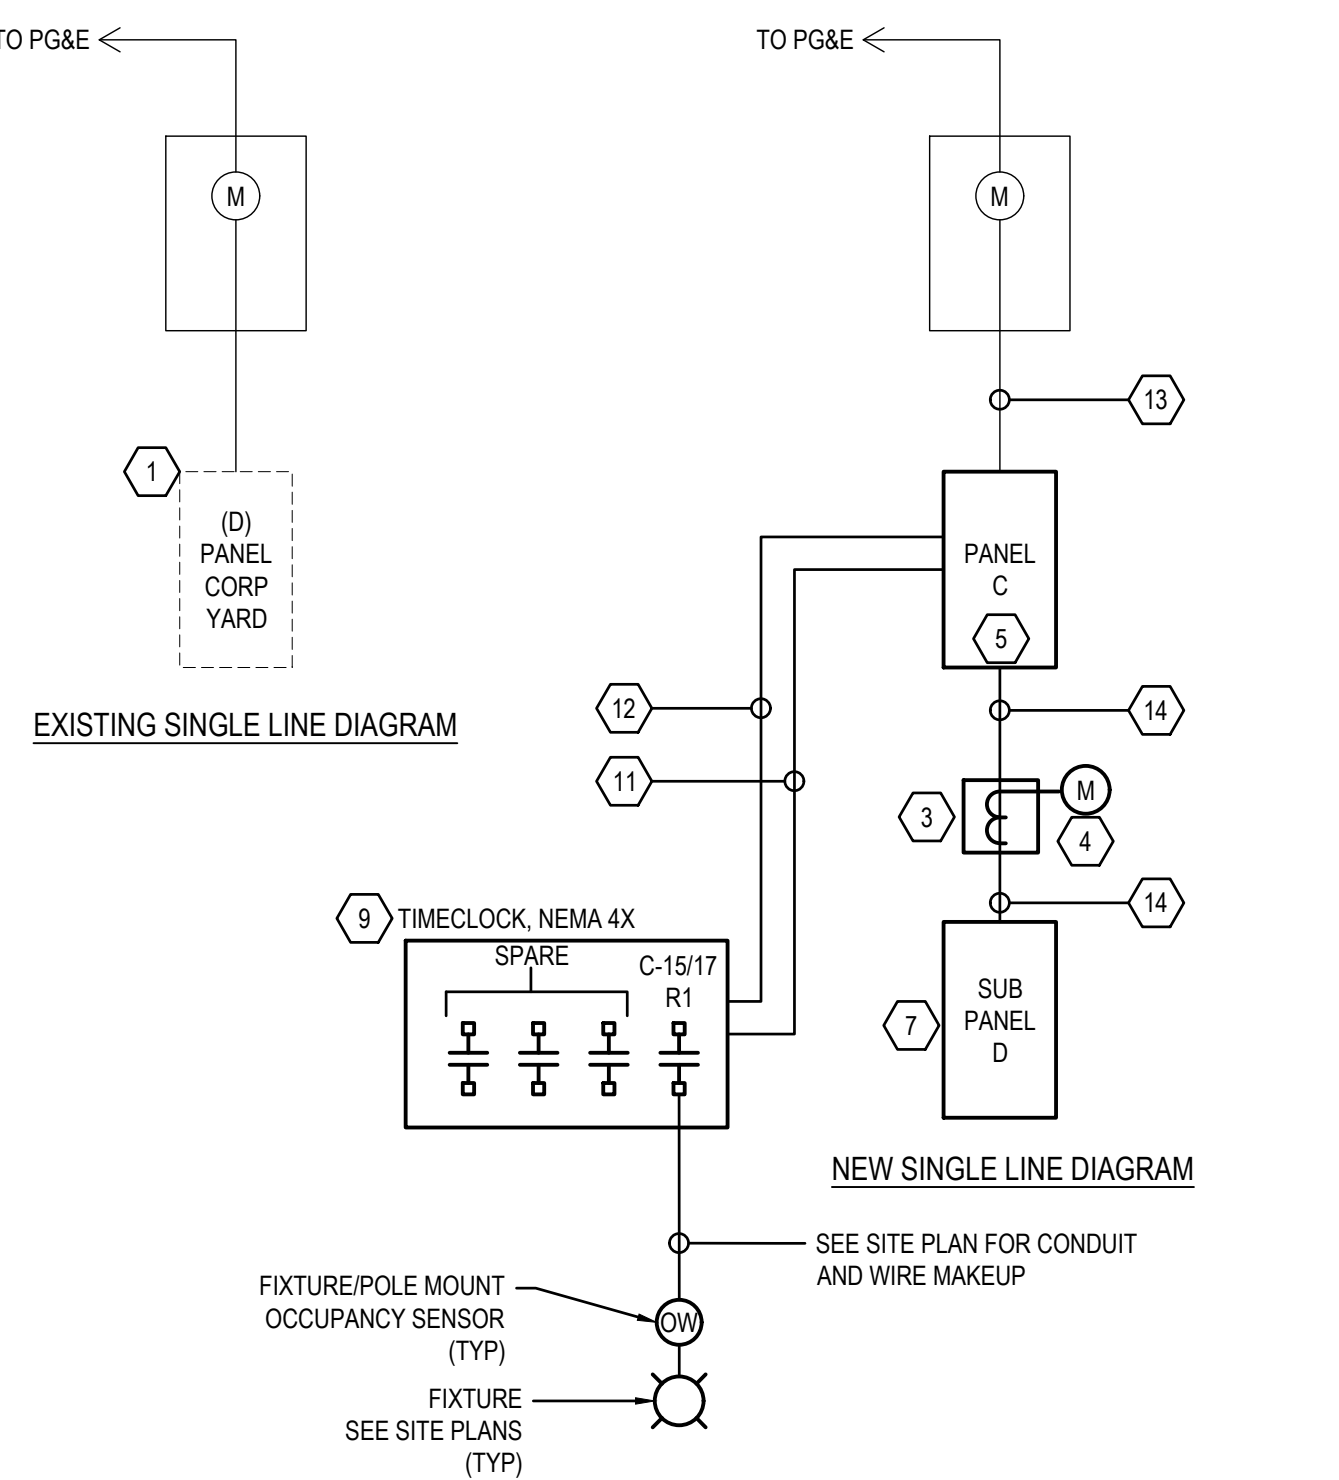 TO PG&E
M
1
(D)
PANEL
CORP
YARD
EXISTING SINGLE LINE DIAGRAM
TO PG&E
M
13
PANEL
C
5
12
11
14
3
M
4
14
9
TIMECLOCK, NEMA 4X
SPARE
C-15/17
R1
7
SUB
PANEL
D
NEW SINGLE LINE DIAGRAM
SEE SITE PLAN FOR CONDUIT
AND WIRE MAKEUP
FIXTURE/POLE MOUNT
OCCUPANCY SENSOR
(TYP)
OW
FIXTURE
SEE SITE PLANS
(TYP)